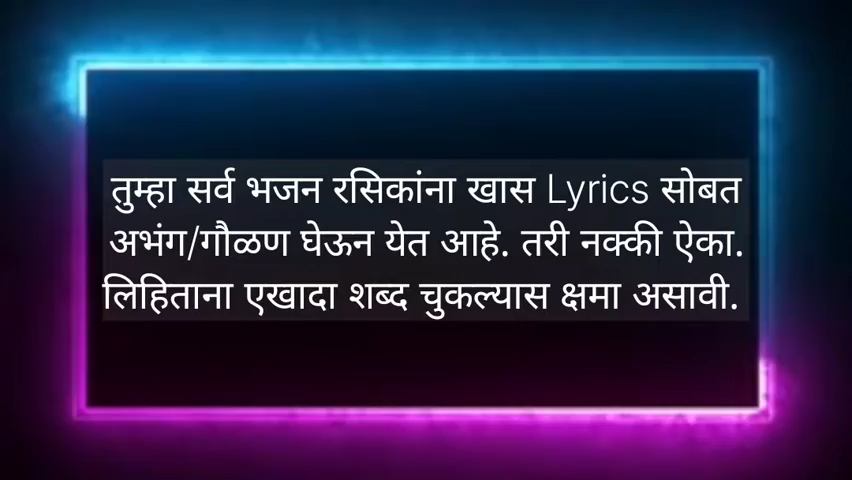 तुम्हा सर्व भजन रसिकांना खास Lyrics सोबत
अभंग/गौळण घेऊन येत आहे. तरी नक्की ऐका.
लिहिताना एखादा शब्द चुकल्यास क्षमा असावी.